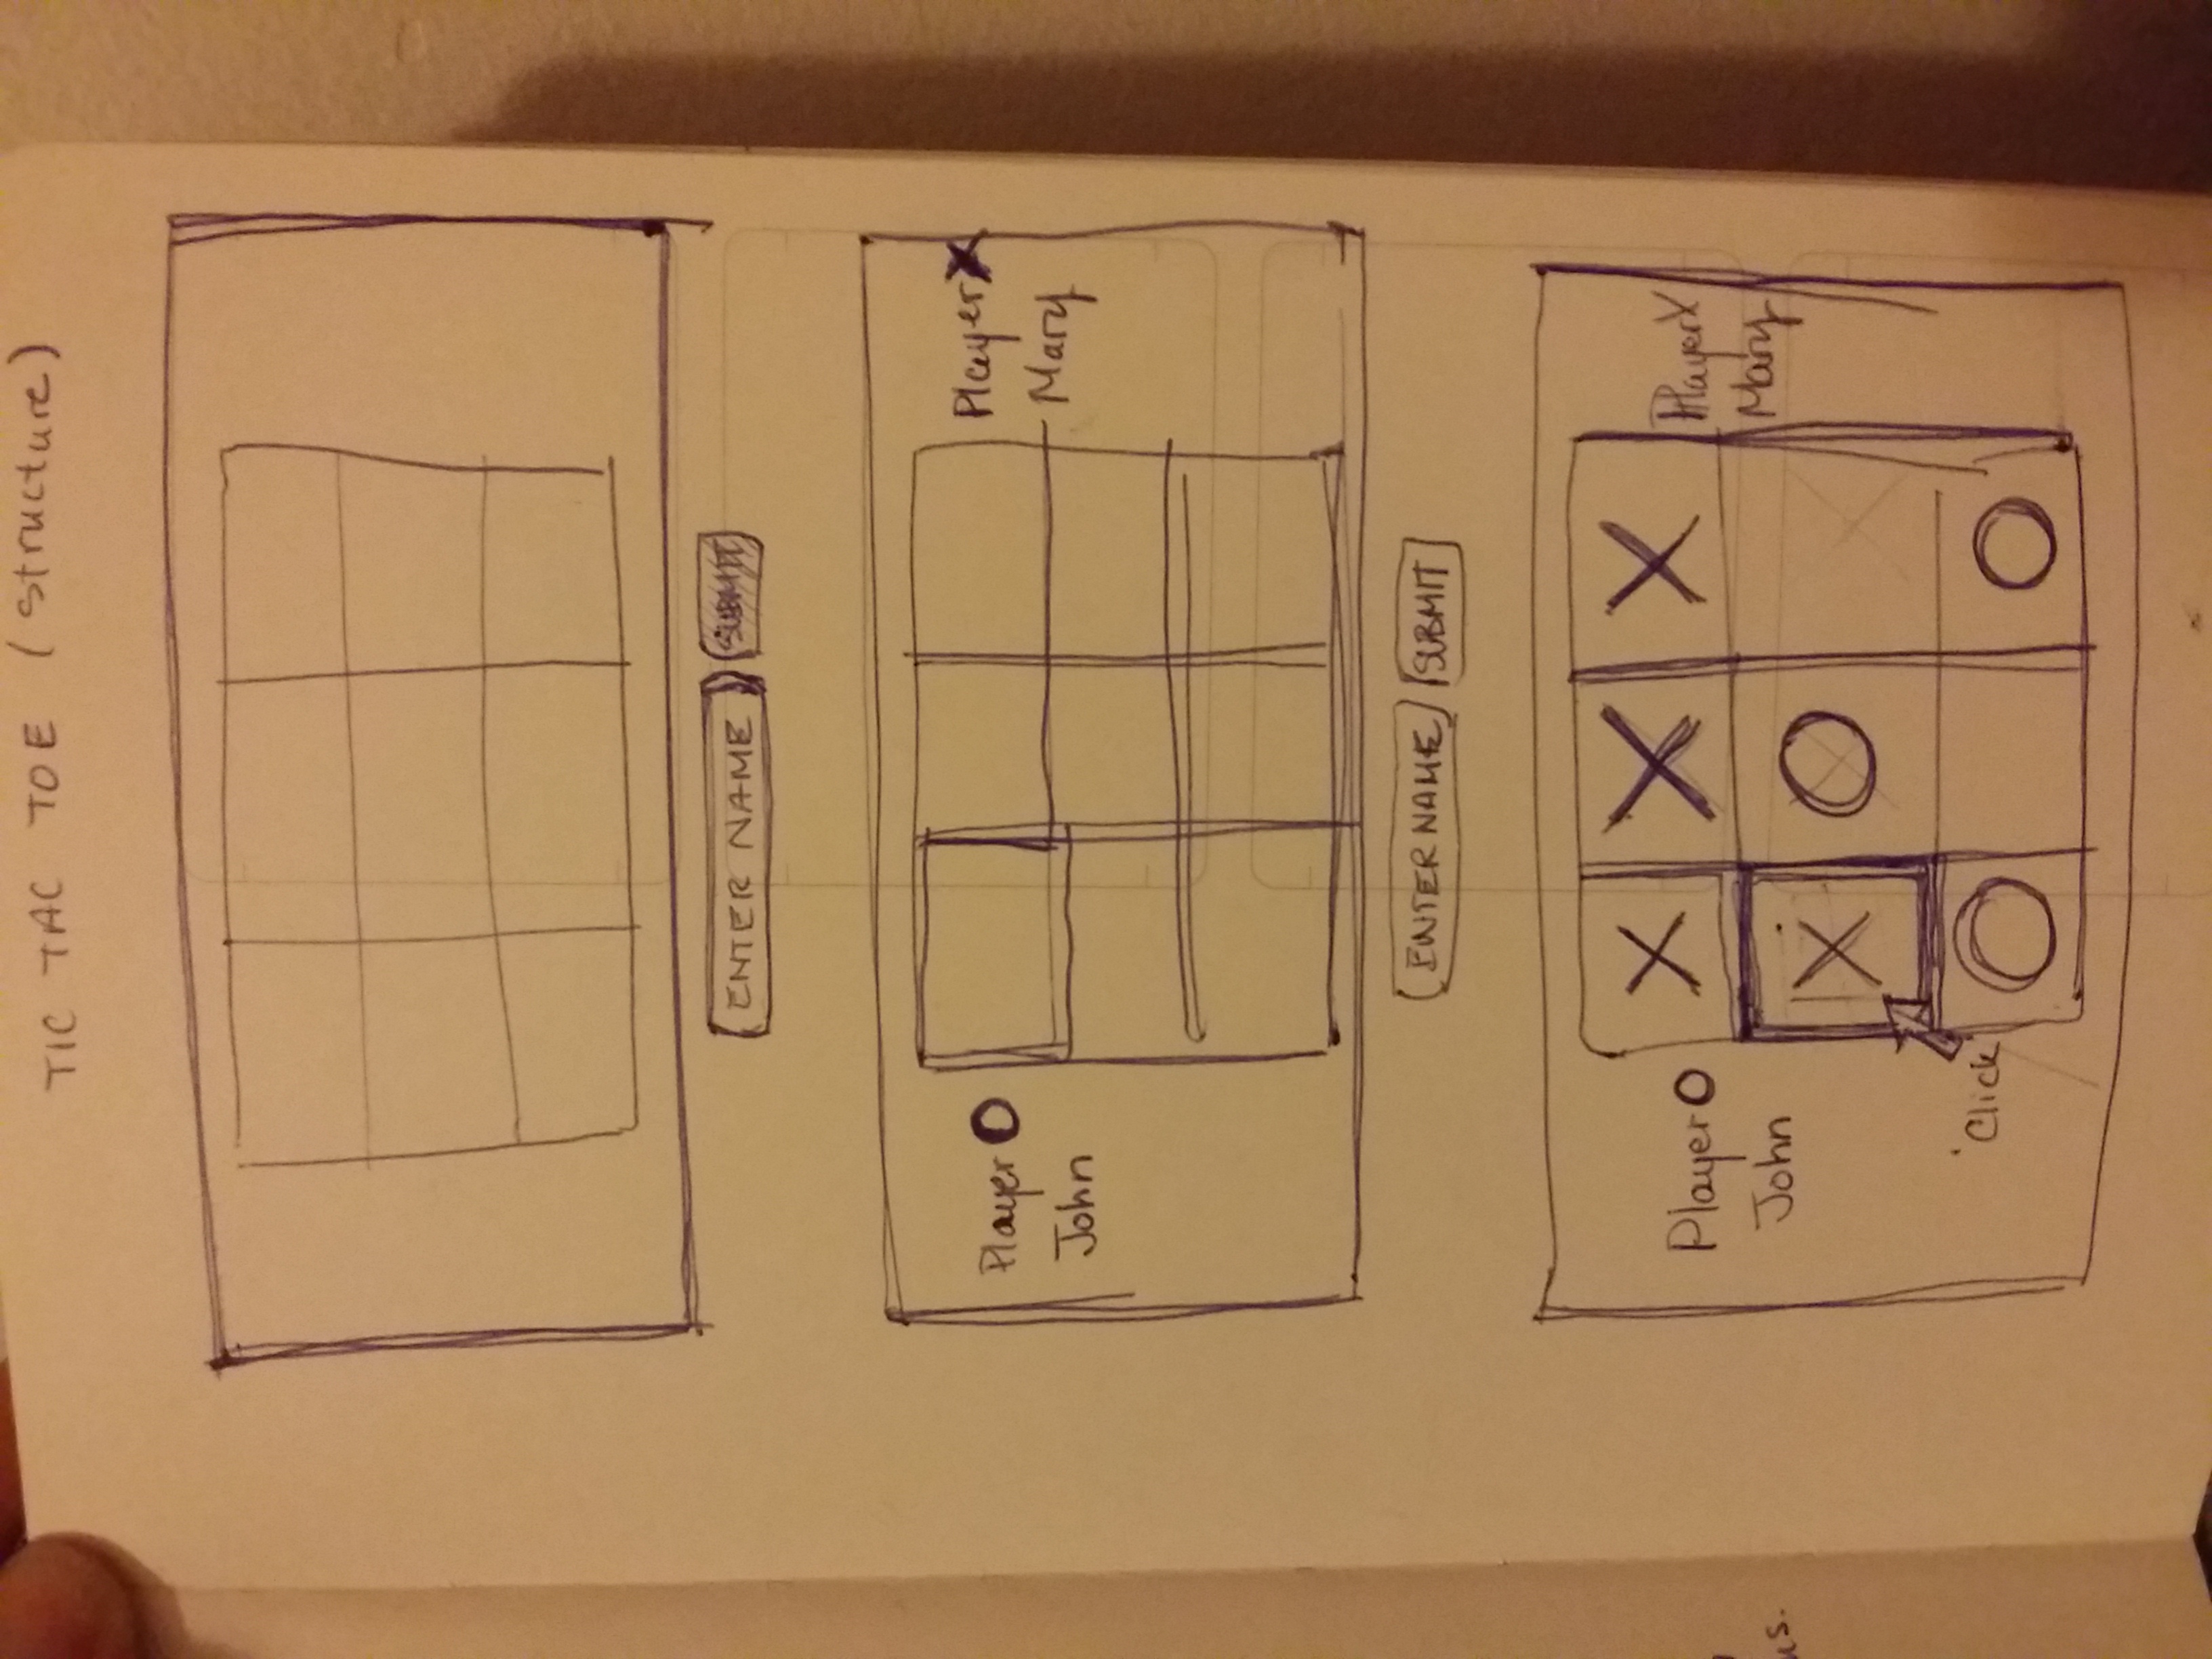 TIC TAC TOE (structure)
ENTER NAME SUBMIT
Player O Player X
John Mary
ENTER NAME SUBMIT
X X X
Player O Player X
John Mary
X O
"Click"
O O
us.